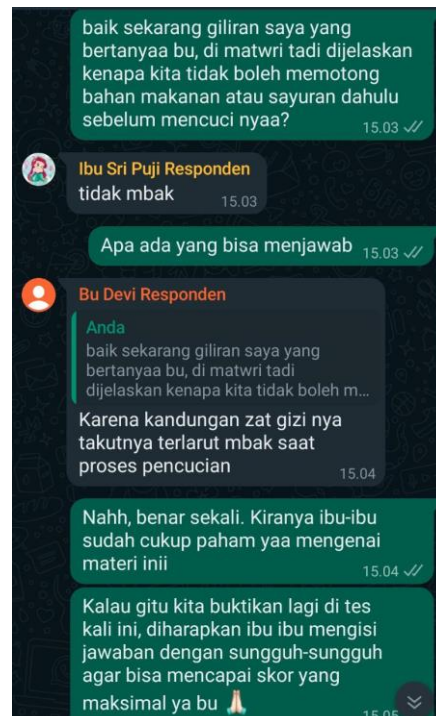 baik sekarang giliran saya yang
bertanyaa bu, di matwri tadi dijelaskan
kenapa kita tidak boleh memotong
bahan makanan atau sayuran dahulu
sebelum mencuci nyaa?
15.03
Ibu Sri Puji Responden
tidak mbak
15.03
Apa ada yang bisa menjawab
15.03
Bu Devi Responden
Anda
baik sekarang giliran saya yang
bertanyaa bu, di matwri tadi
dijelaskan kenapa kita tidak boleh m...
Karena kandungan zat gizi nya
takutnya terlarut mbak saat
proses pencucian
15.04
Nahh, benar sekali. Kiranya ibu-ibu
sudah cukup paham yaa mengenai
materi inii
15.04
Kalau gitu kita buktikan lagi di tes
kali ini, diharapkan ibu ibu mengisi
jawaban dengan sungguh-sungguh
agar bisa mencapai skor yang
maksimal ya bu 🙏🏻
15.05